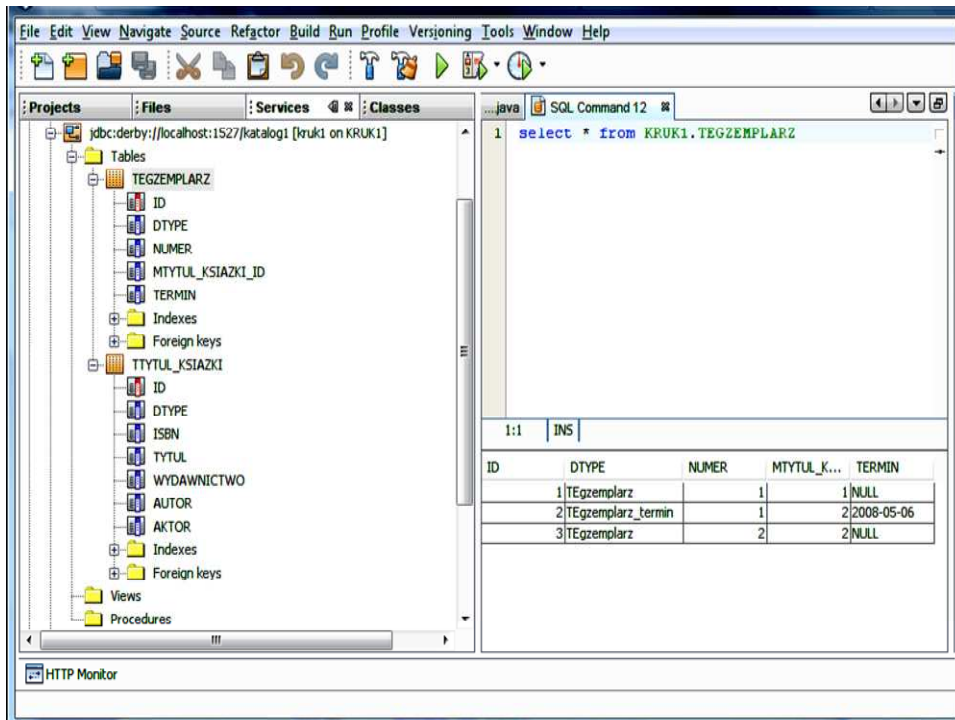 File Edit View Navigate Source Refactor Build Run Profile Versioning Tools Window Help
Projects Files Services Classes
jdbc:derby://localhost:1527/katalog1 [kruk1 on KRUK1]
Tables
TEGZEMPLARZ
ID
DTYPE
NUMER
MTYTUL_KSIAZKI_ID
TERMIN
Indexes
Foreign keys
TTYTUL_KSIAZKI
ID
DTYPE
ISBN
TYTUL
WYDAWNICTWO
AUTOR
AKTOR
Indexes
Foreign keys
Views
Procedures
...java SQL Command 12
1 select * from KRUK1.TEGZEMPLARZ
1:1 INS
ID DTYPE NUMER MTYTUL_K... TERMIN
1 TEgzemplarz 1 1 NULL
2 TEgzemplarz_termin 1 2 2008-05-06
3 TEgzemplarz 2 2 NULL
HTTP Monitor